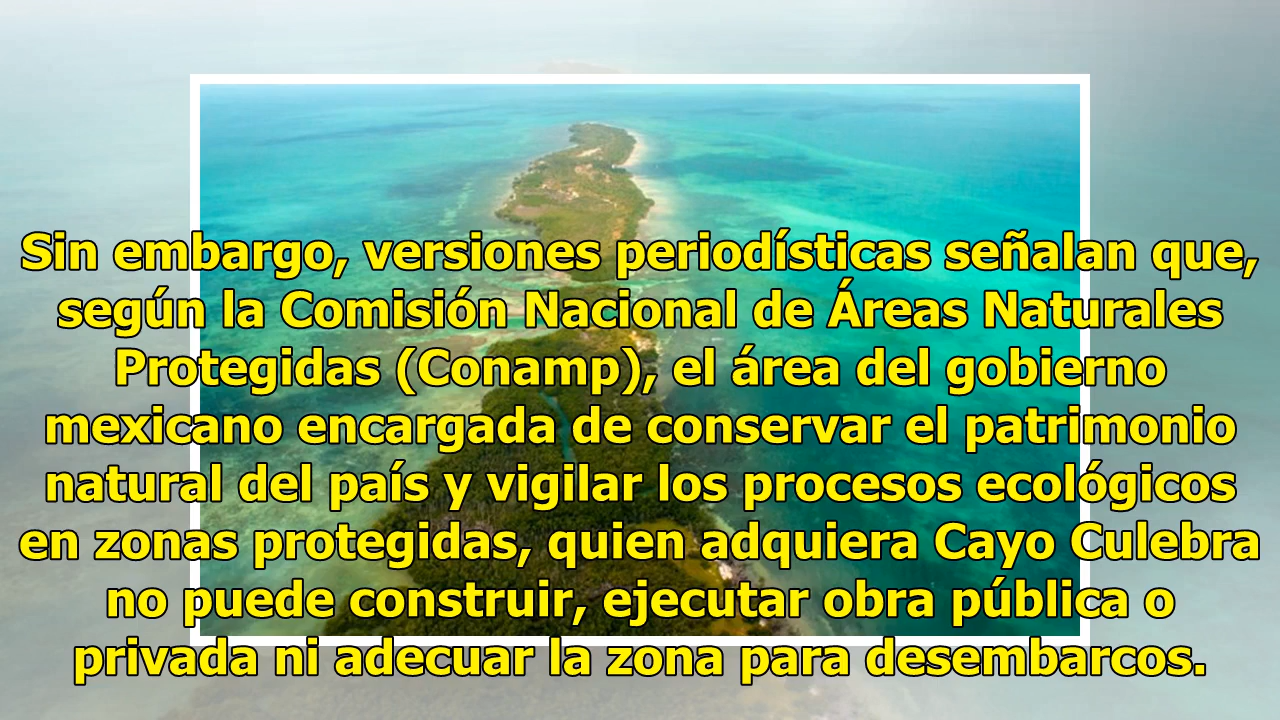 Sin embargo, versiones periodísticas señalan que,
según la Comisión Nacional de Áreas Naturales
Protegidas (Conamp), el área del gobierno
mexicano encargada de conservar el patrimonio
natural del país y vigilar los procesos ecológicos
en zonas protegidas, quien adquiera Cayo Culebra
no puede construir, ejecutar obra pública o
privada ni adecuar la zona para desembarcos.